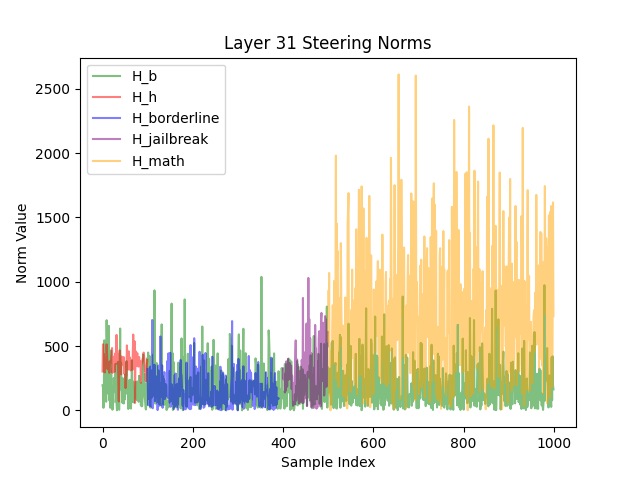 Layer 31 Steering Norms
H_b
H_h
H_borderline
H_jailbreak
H_math
Norm Value
2500
2000
1500
1000
500
0
0 200 400 600 800 1000
Sample Index